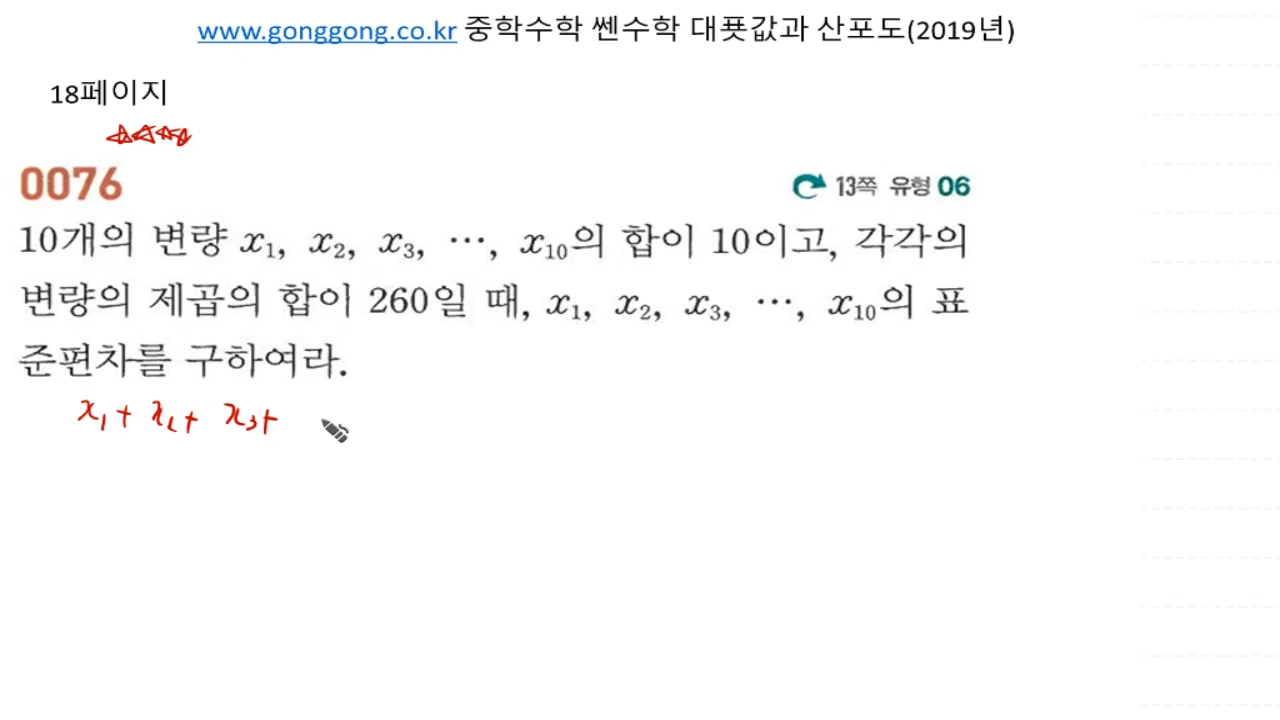 www.gonggong.co.kr 중학수학 쎈수학 대푯값과 산포도(2019년)
18페이지
0076
13쪽 유형 06
10개의 변량 x₁, x₂, x₃, ⋯, x₁₀의 합이 10이고, 각각의
변량의 제곱의 합이 260일 때, x₁, x₂, x₃, ⋯, x₁₀의 표
준편차를 구하여라.
x₁+ x₂+ x₃+